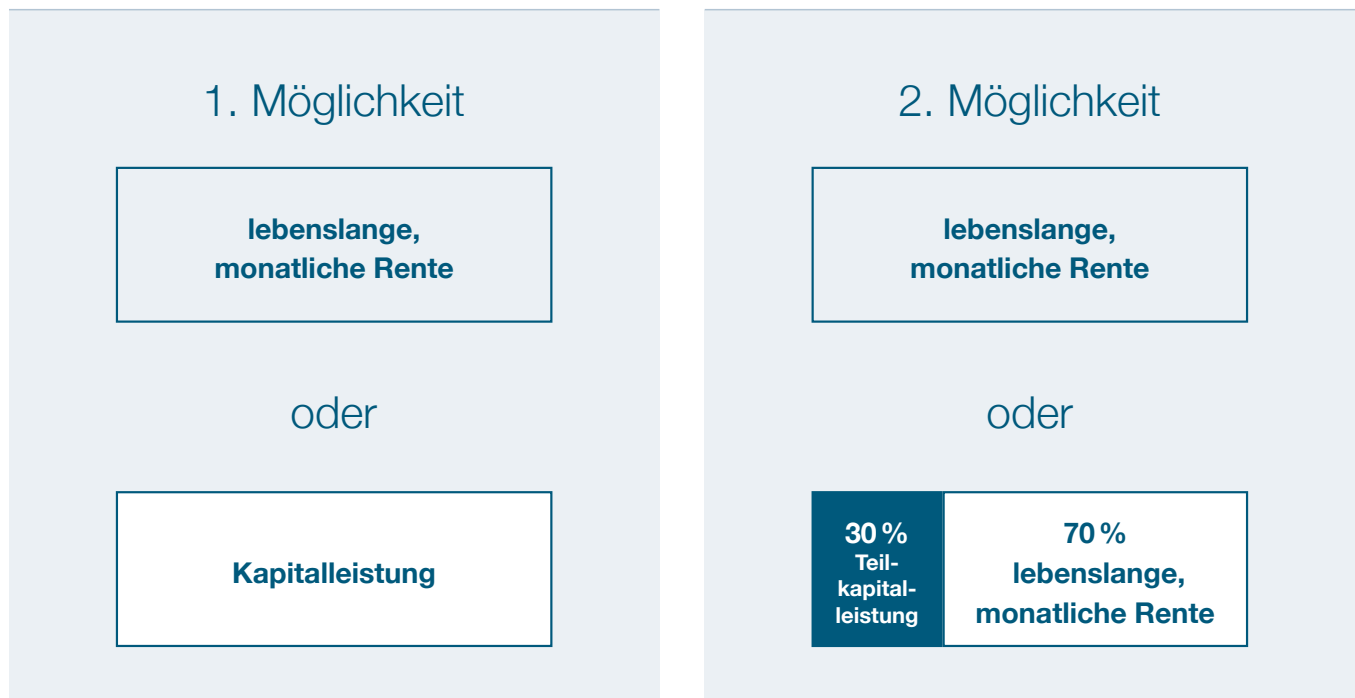 1. Möglichkeit
lebenslange,
monatliche Rente
oder
Kapitalleistung
2. Möglichkeit
lebenslange,
monatliche Rente
oder
30 %
Teil-
kapital-
leistung
70 %
lebenslange,
monatliche Rente